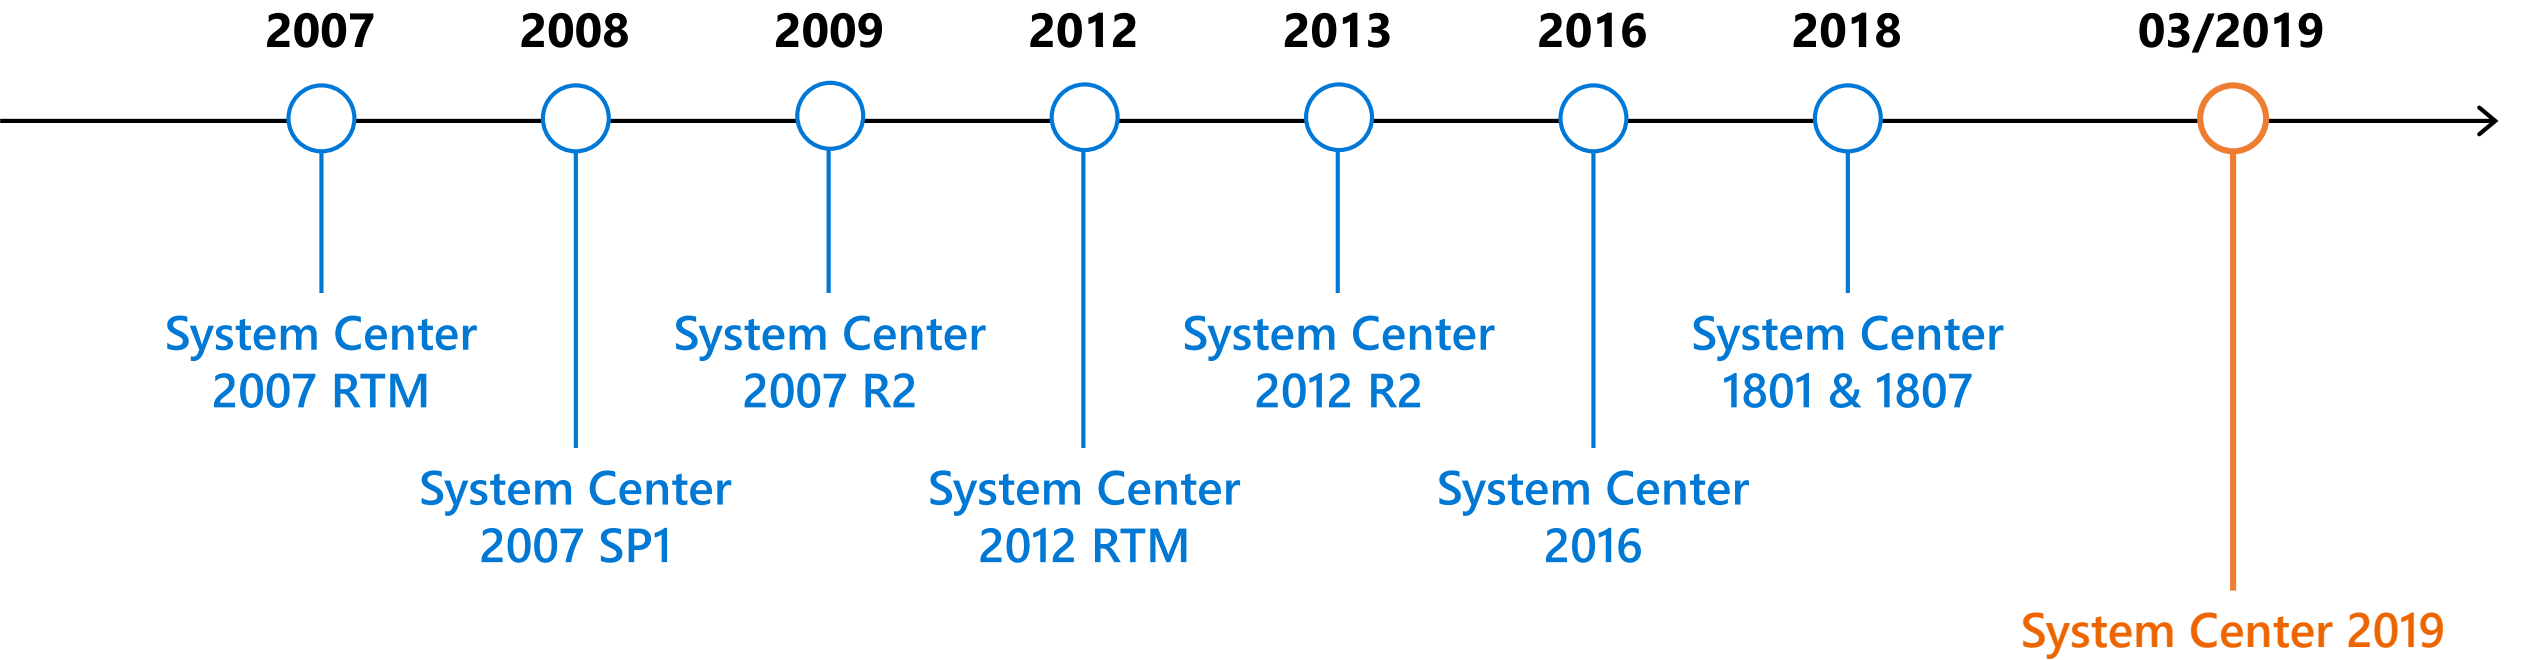 2007
2008
2009
2012
2013
2016
2018
03/2019
System Center
2007 RTM
System Center
2007 SP1
System Center
2007 R2
System Center
2012 RTM
System Center
2012 R2
System Center
2016
System Center
1801 & 1807
System Center 2019